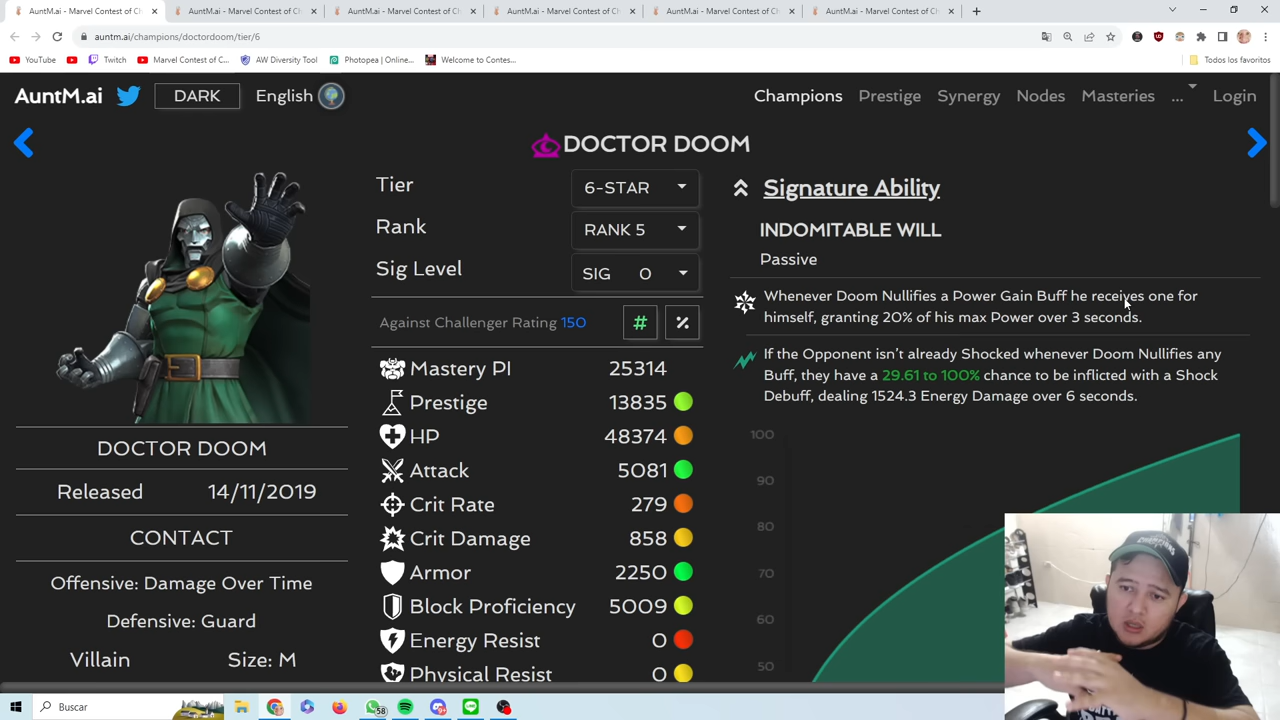 AuntM.ai - Marvel Contest of Ch
AuntM.ai - Marvel Contest of Ch
AuntM.ai - Marvel Contest of Ch
AuntM.ai - Marvel Contest of Ch
AuntM.ai - Marvel Contest of Ch
AuntM.ai - Marvel Contest of Ch
auntm.ai/champions/doctordoom/tier/6
YouTube
Twitch
Marvel Contest of C...
AW Diversity Tool
Photopea | Online...
Welcome to Contes...
Todos los favoritos
AuntM.ai
DARK
English
Champions
Prestige
Synergy
Nodes
Masteries
...
Login
DOCTOR DOOM
Tier
6-STAR
Rank
RANK 5
Sig Level
SIG 0
Against Challenger Rating 150
#
%
Mastery PI 25314
Prestige 13835
HP 48374
Attack 5081
Crit Rate 279
Crit Damage 858
Armor 2250
Block Proficiency 5009
Energy Resist 0
Physical Resist 0
DOCTOR DOOM
Released 14/11/2019
CONTACT
Offensive: Damage Over Time
Defensive: Guard
Villain Size: M
Signature Ability
INDOMITABLE WILL
Passive
Whenever Doom Nullifies a Power Gain Buff he receives one for
himself, granting 20% of his max Power over 3 seconds.
If the Opponent isn't already Shocked whenever Doom Nullifies any
Buff, they have a 29.61 to 100% chance to be inflicted with a Shock
Debuff, dealing 1524.3 Energy Damage over 6 seconds.
100
90
80
70
60
50
Buscar
58